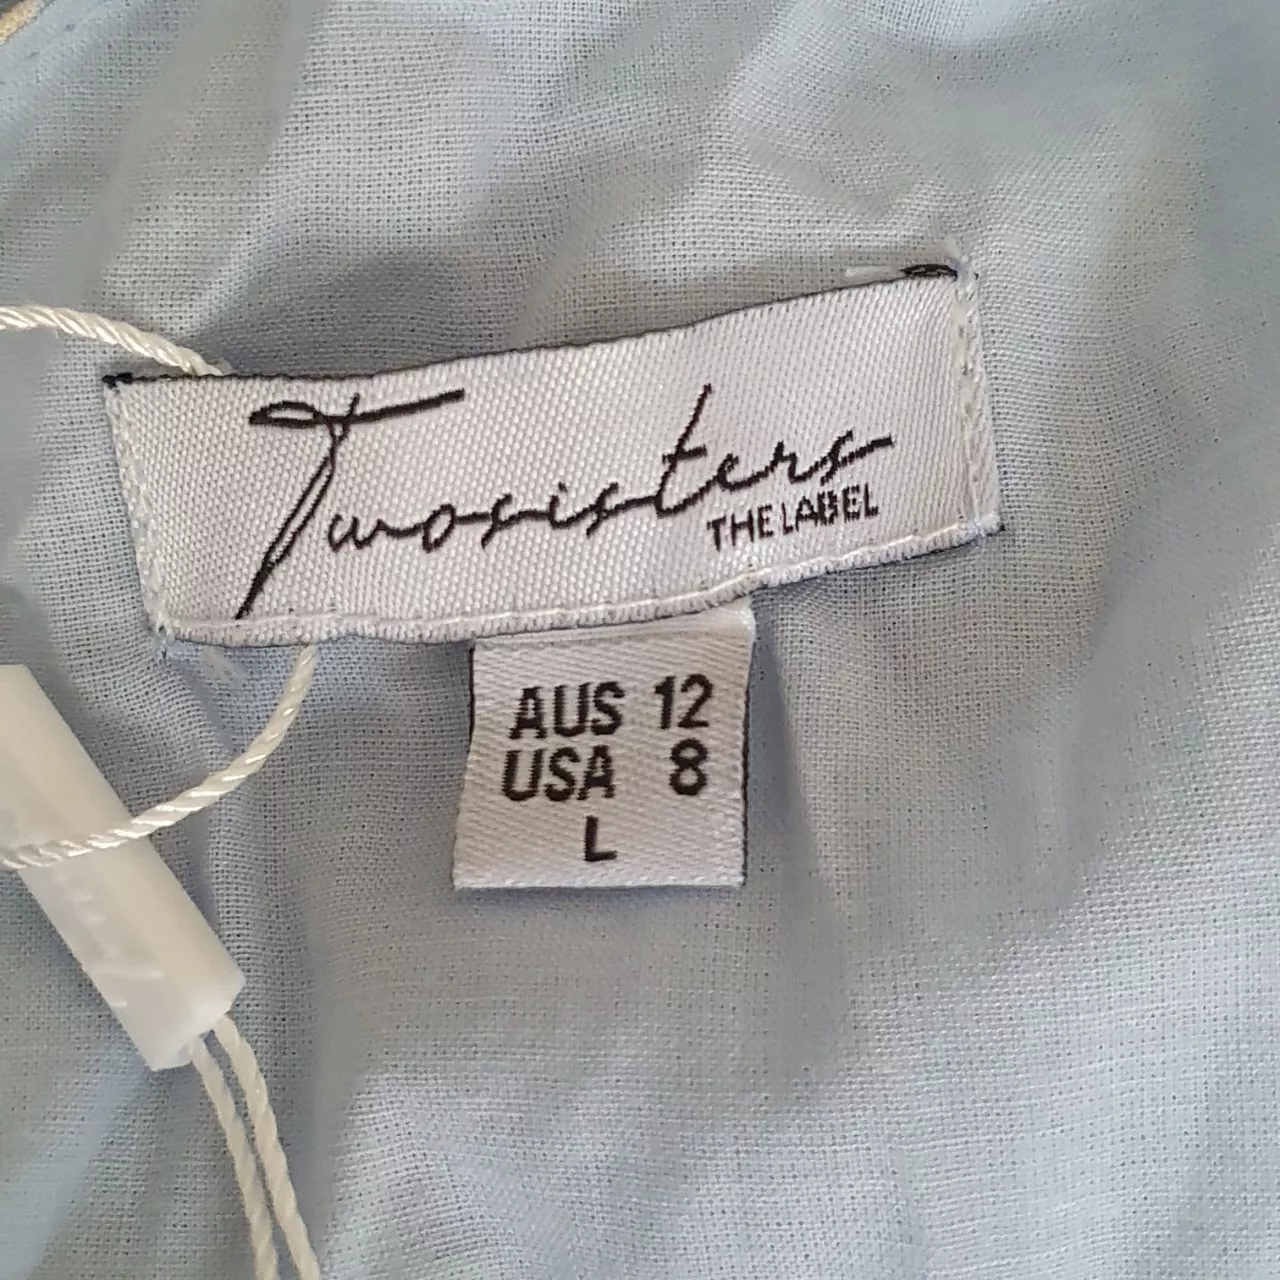 Twosisters
THE LABEL
AUS 12
USA 8
L